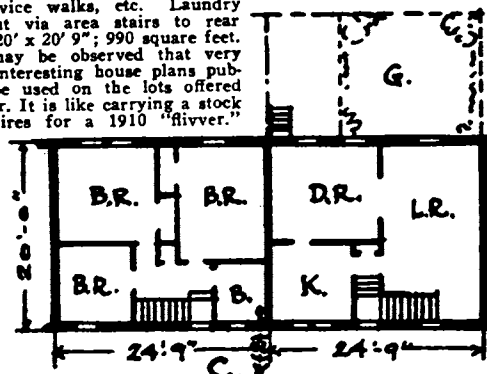 vice walks, etc. Laundry
ut via area stairs to rear
20' x 20' 9"; 990 square feet.
may be observed that very
nteresting house plans pub-
e used on the lots offered
r. It is like carrying a stock
ires for a 1910 "flivver."
G.
B.R.
B.R.
D.R.
L.R.
B.R.
B.
K.
24'-9"
24'-9"
C.